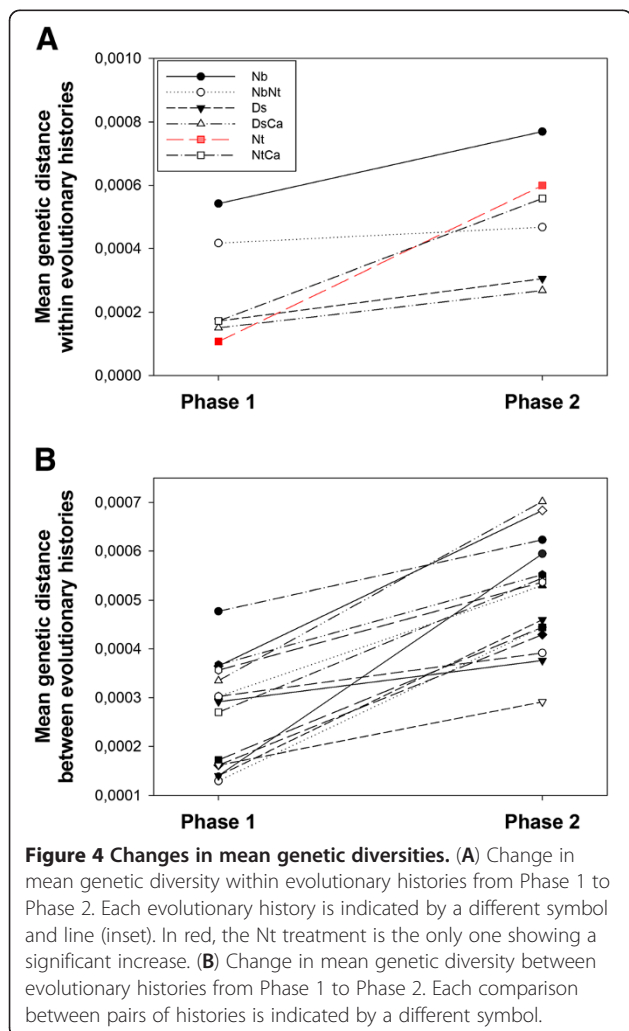 A
Mean genetic distance
within evolutionary histories
0,0010
0,0008
0,0006
0,0004
0,0002
0,0000
Nb
NbNt
Ds
DsCa
Nt
NtCa
Phase 1
Phase 2
B
Mean genetic distance
between evolutionary histories
0,0007
0,0006
0,0005
0,0004
0,0003
0,0002
0,0001
Phase 1
Phase 2
Figure 4 Changes in mean genetic diversities. (A) Change in
mean genetic diversity within evolutionary histories from Phase 1 to
Phase 2. Each evolutionary history is indicated by a different symbol
and line (inset). In red, the Nt treatment is the only one showing a
significant increase. (B) Change in mean genetic diversity between
evolutionary histories from Phase 1 to Phase 2. Each comparison
between pairs of histories is indicated by a different symbol.